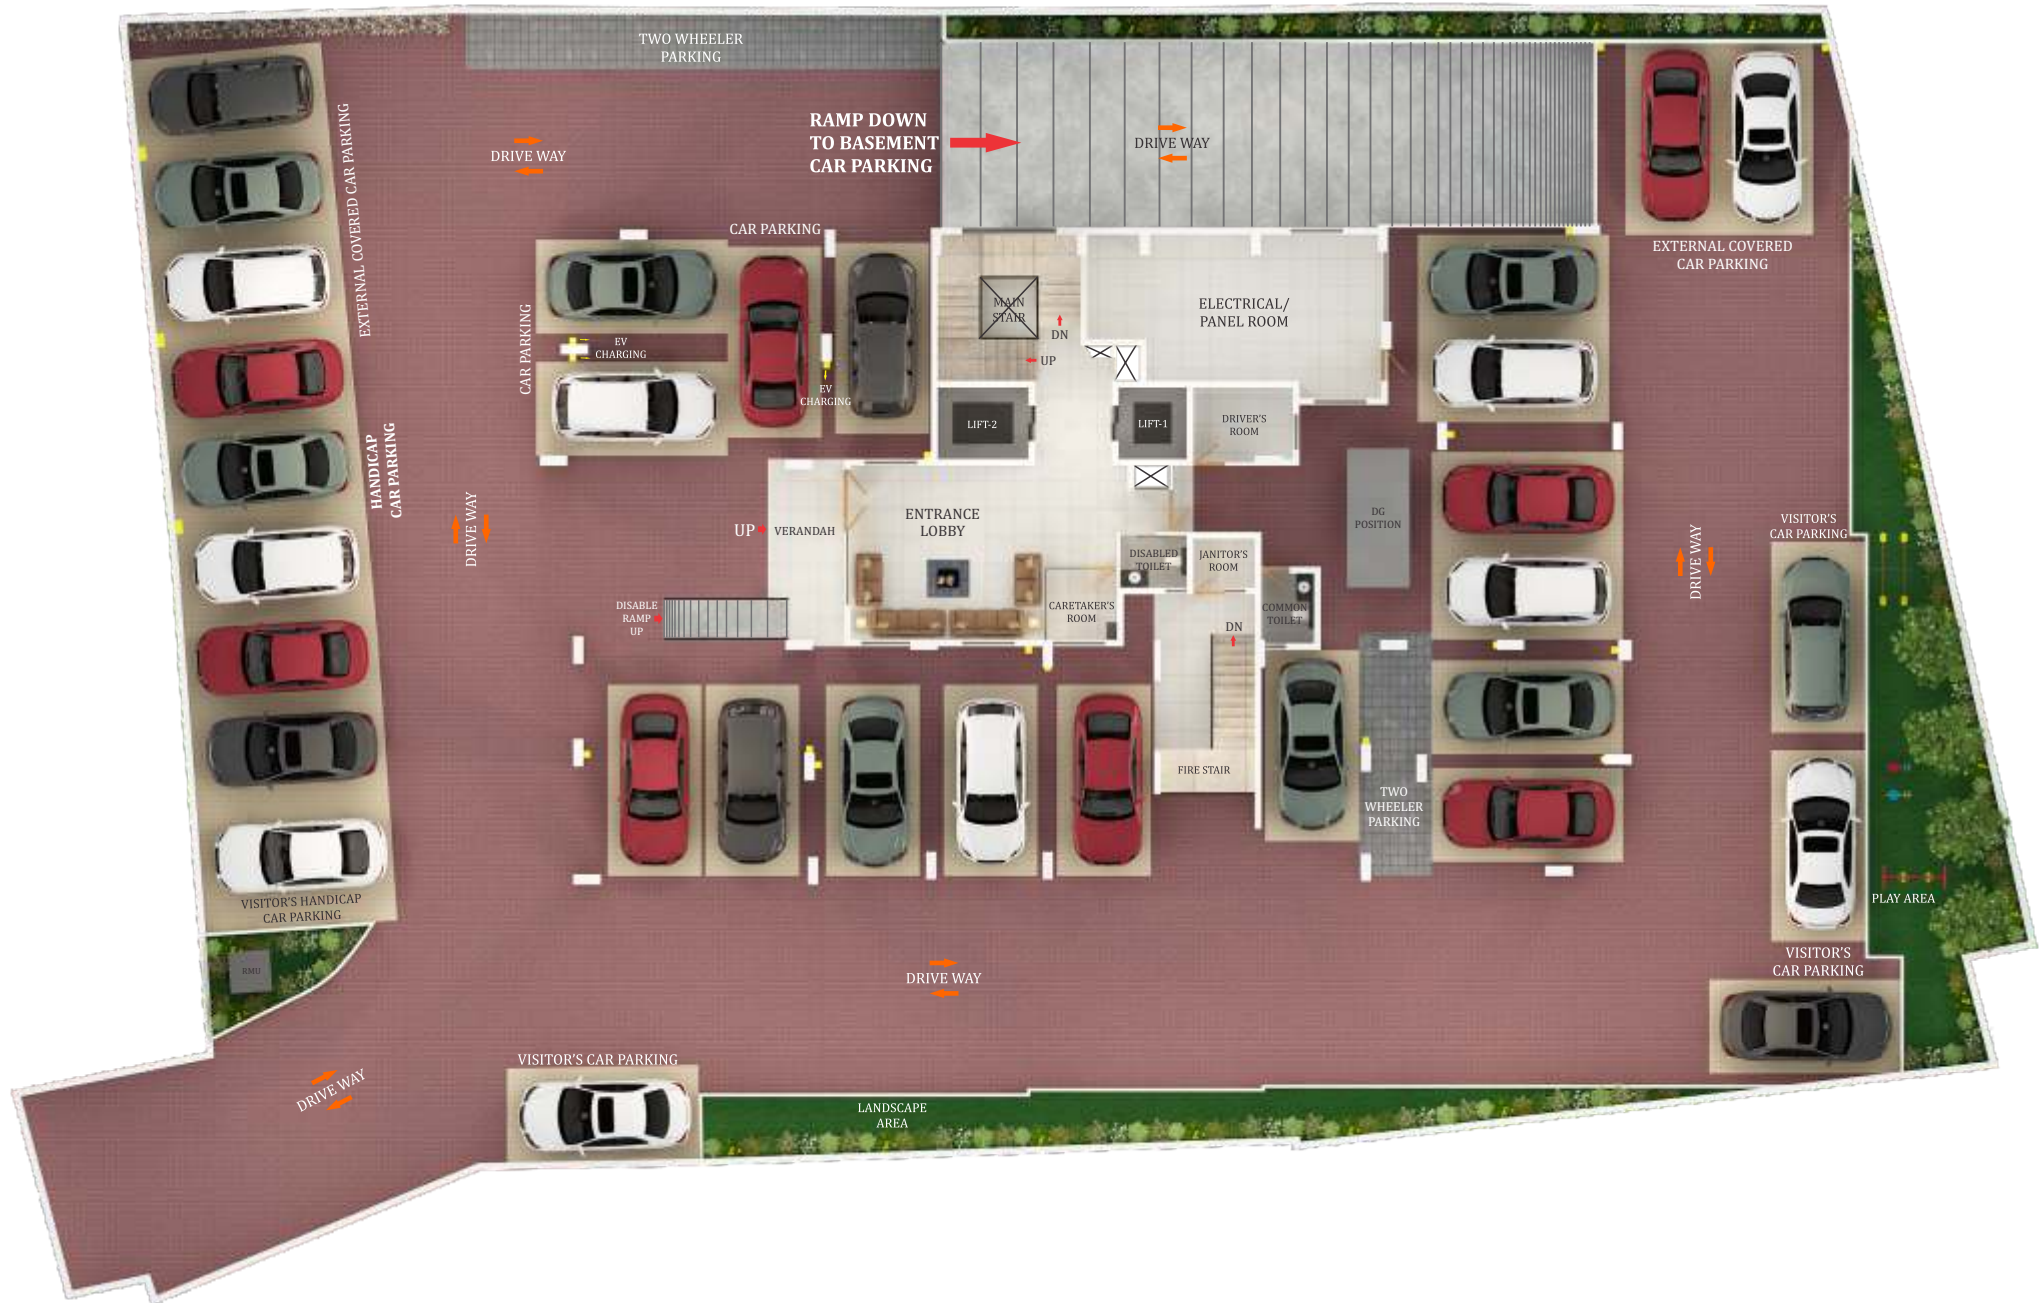 TWO WHEELER
PARKING
RAMP DOWN
TO BASEMENT
CAR PARKING
DRIVE WAY
DRIVE WAY
EXTERNAL COVERED CAR PARKING
CAR PARKING
EXTERNAL COVERED
CAR PARKING
MAIN
STAIR
DN
UP
ELECTRICAL/
PANEL ROOM
CAR PARKING
EV
CHARGING
EV
CHARGING
LIFT-2
LIFT-1
DRIVER'S
ROOM
HANDICAP
CAR PARKING
DRIVE WAY
UP
VERANDAH
ENTRANCE
LOBBY
DG
POSITION
DRIVE WAY
VISITOR'S
CAR PARKING
DISABLED
TOILET
JANITOR'S
ROOM
DISABLE
RAMP
UP
CARETAKER'S
ROOM
COMMON
TOILET
DN
FIRE STAIR
TWO
WHEELER
PARKING
PLAY AREA
VISITOR'S HANDICAP
CAR PARKING
VISITOR'S
CAR PARKING
RMU
DRIVE WAY
VISITOR'S CAR PARKING
DRIVE WAY
LANDSCAPE
AREA